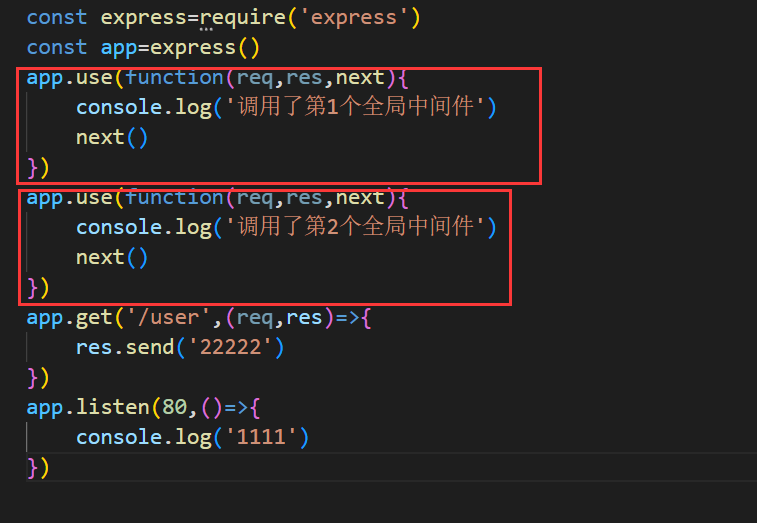 const express=require('express')
const app=express()
app.use(function(req,res,next){
    console.log('调用了第1个全局中间件')
    next()
})
app.use(function(req,res,next){
    console.log('调用了第2个全局中间件')
    next()
})
app.get('/user',(req,res)=>{
    res.send('22222')
})
app.listen(80,()=>{
    console.log('1111')
})